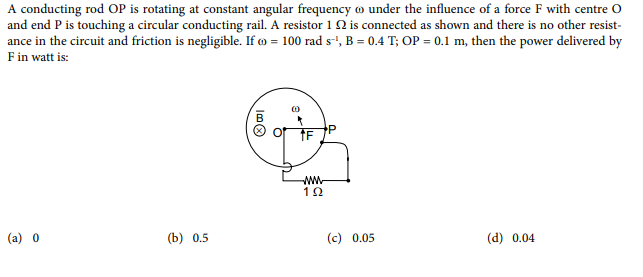 A conducting rod OP is rotating at constant angular frequency ω under the influence of a force F with centre O
and end P is touching a circular conducting rail. A resistor 1 Ω is connected as shown and there is no other resist-
ance in the circuit and friction is negligible. If ω = 100 rad s⁻¹, B = 0.4 T; OP = 0.1 m, then the power delivered by
F in watt is:
ω
B̅
O F P
1 Ω
(a) 0 (b) 0.5 (c) 0.05 (d) 0.04